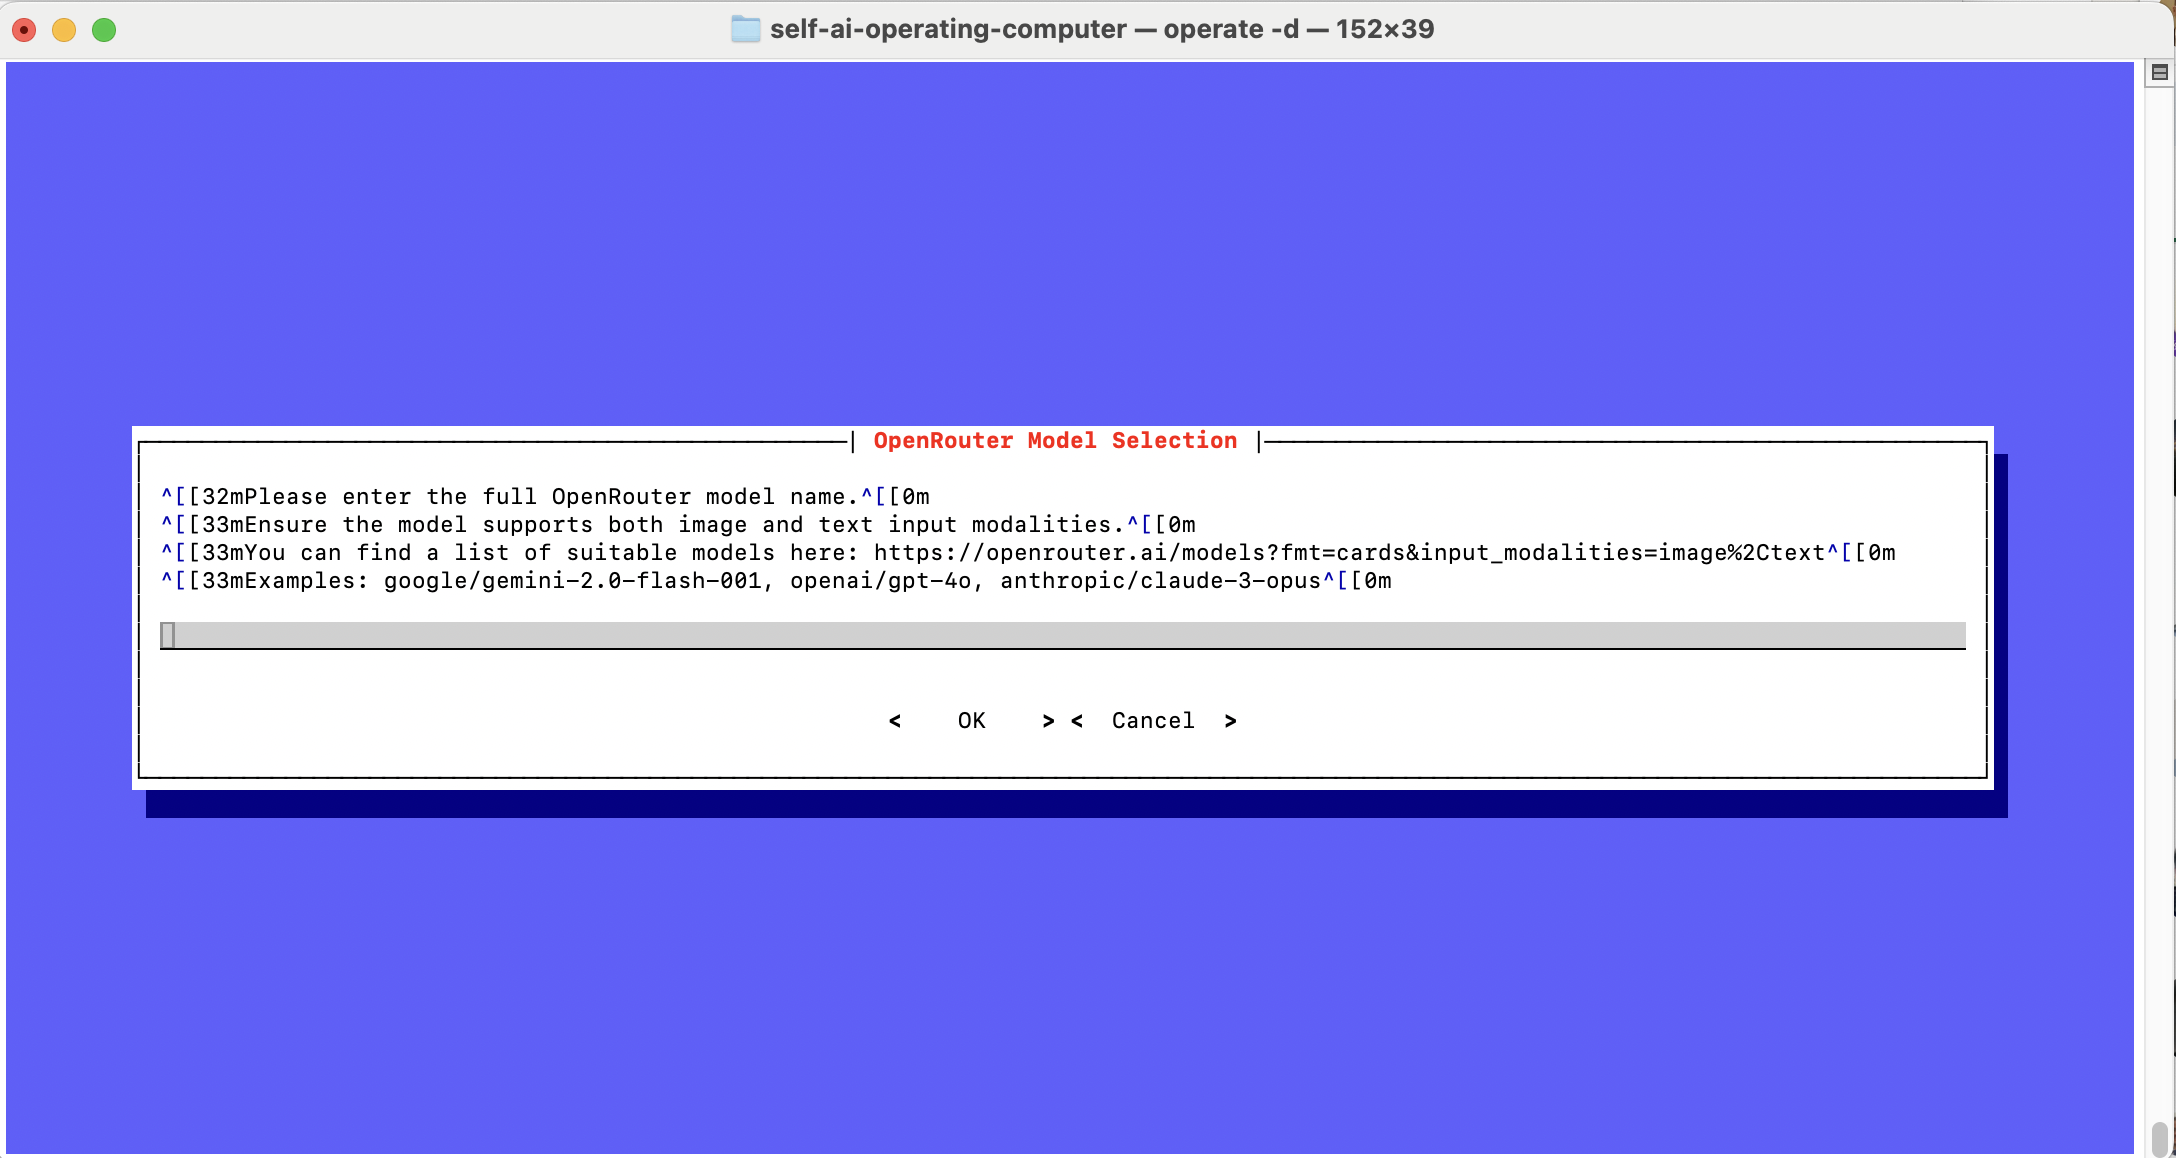 self-ai-operating-computer — operate -d — 152×39
OpenRouter Model Selection
^[[32mPlease enter the full OpenRouter model name.^[[0m
^[[33mEnsure the model supports both image and text input modalities.^[[0m
^[[33mYou can find a list of suitable models here: https://openrouter.ai/models?fmt=cards&input_modalities=image%2Ctext^[[0m
^[[33mExamples: google/gemini-2.0-flash-001, openai/gpt-4o, anthropic/claude-3-opus^[[0m
<    OK    > <  Cancel  >